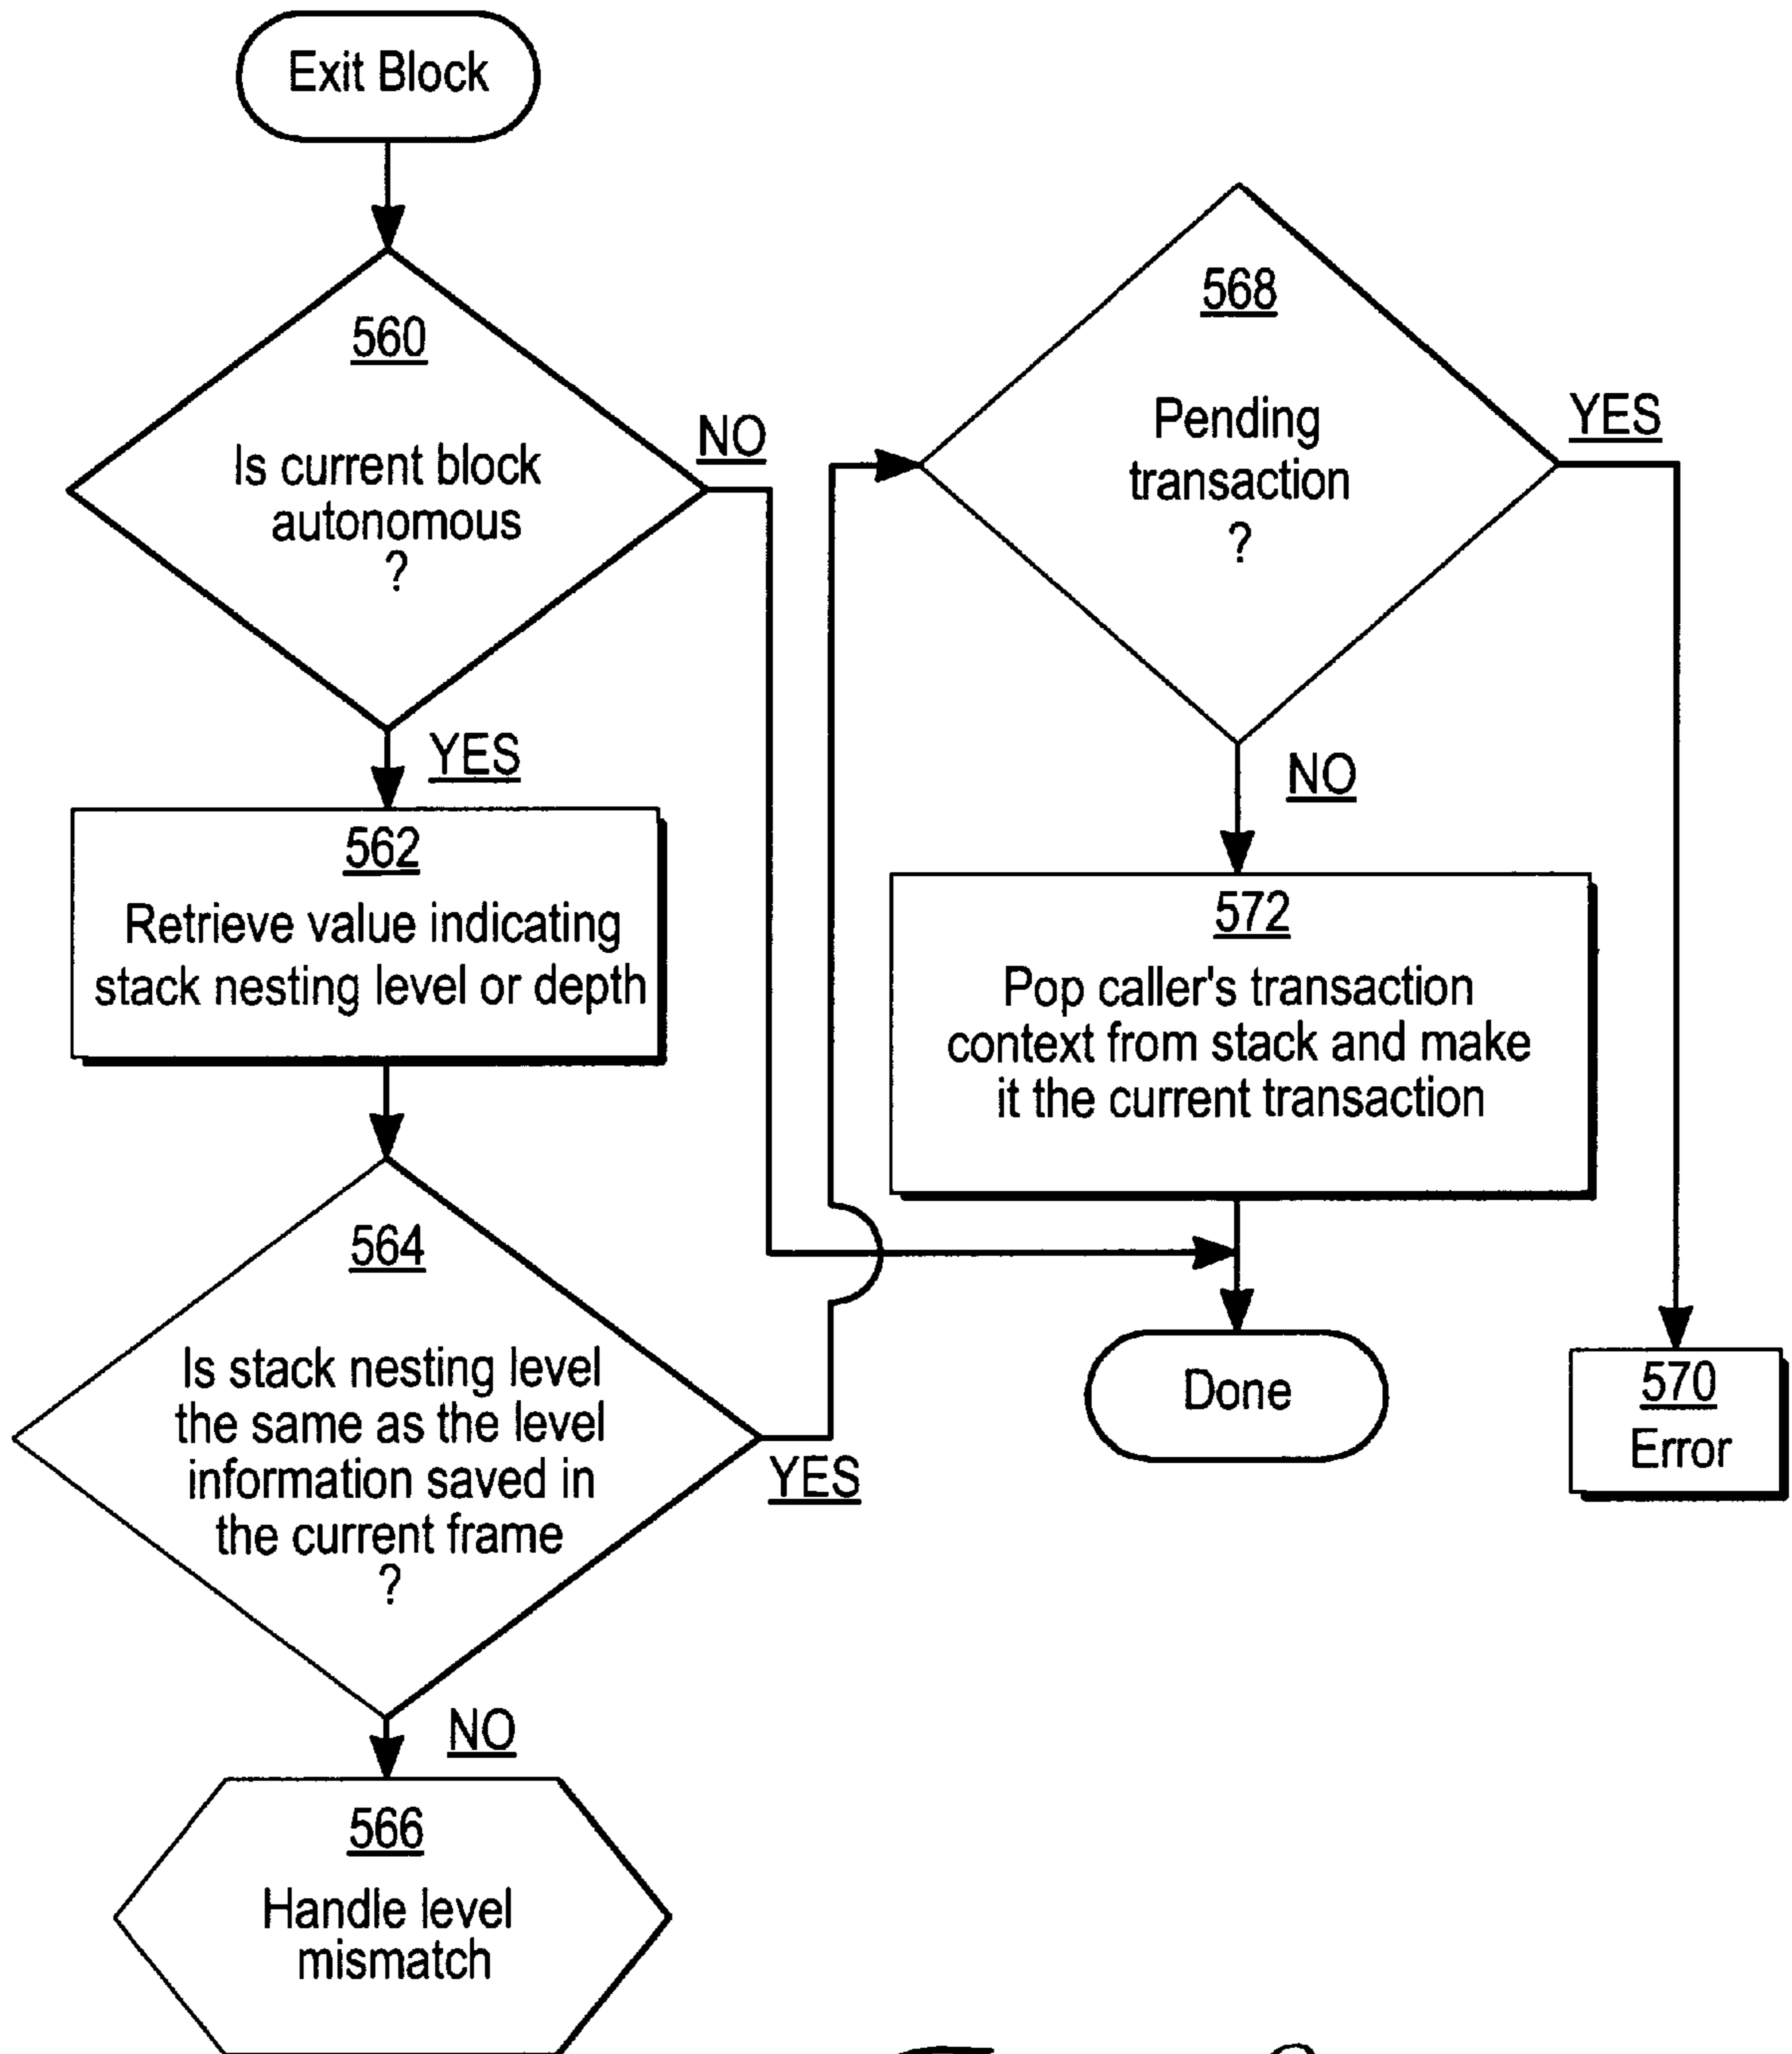 Exit Block
560
Is current block
autonomous
?
NO
YES
562
Retrieve value indicating
stack nesting level or depth
564
Is stack nesting level
the same as the level
information saved in
the current frame
?
YES
NO
566
Handle level
mismatch
568
Pending
transaction
?
YES
NO
572
Pop caller's transaction
context from stack and make
it the current transaction
Done
570
Error